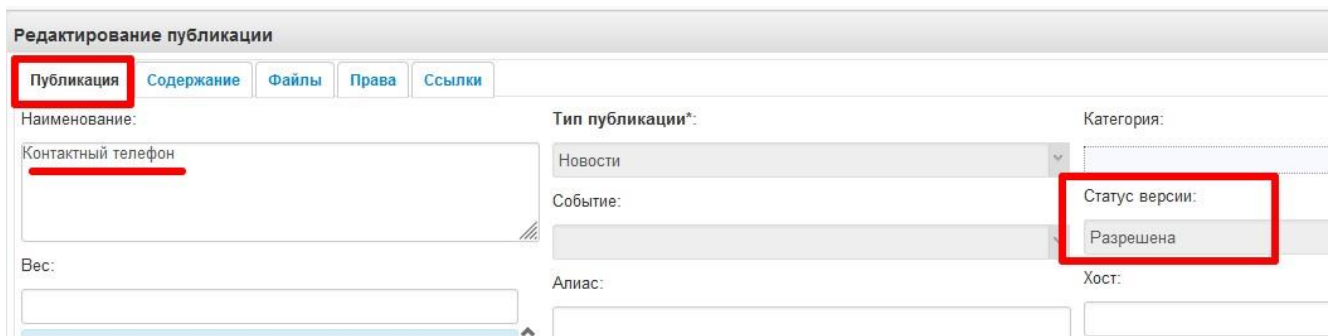 Редактирование публикации
Публикация Содержание Файлы Права Ссылки
Наименование: Тип публикации*: Категория:
Контактный телефон Новости
Событие: Статус версии:
Разрешена
Вес: Алиас: Хост: